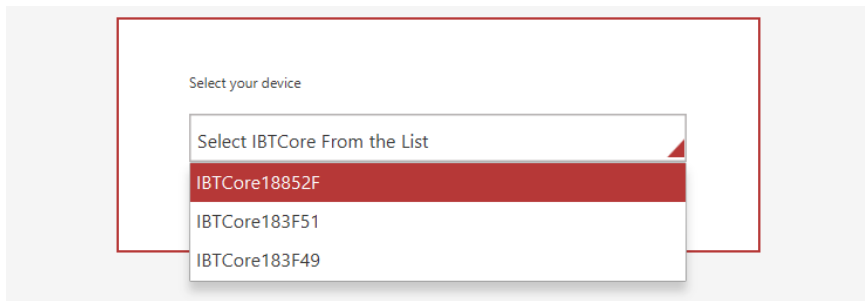 Select your device
Select IBTCore From the List
IBTCore18852F
IBTCore183F51
IBTCore183F49